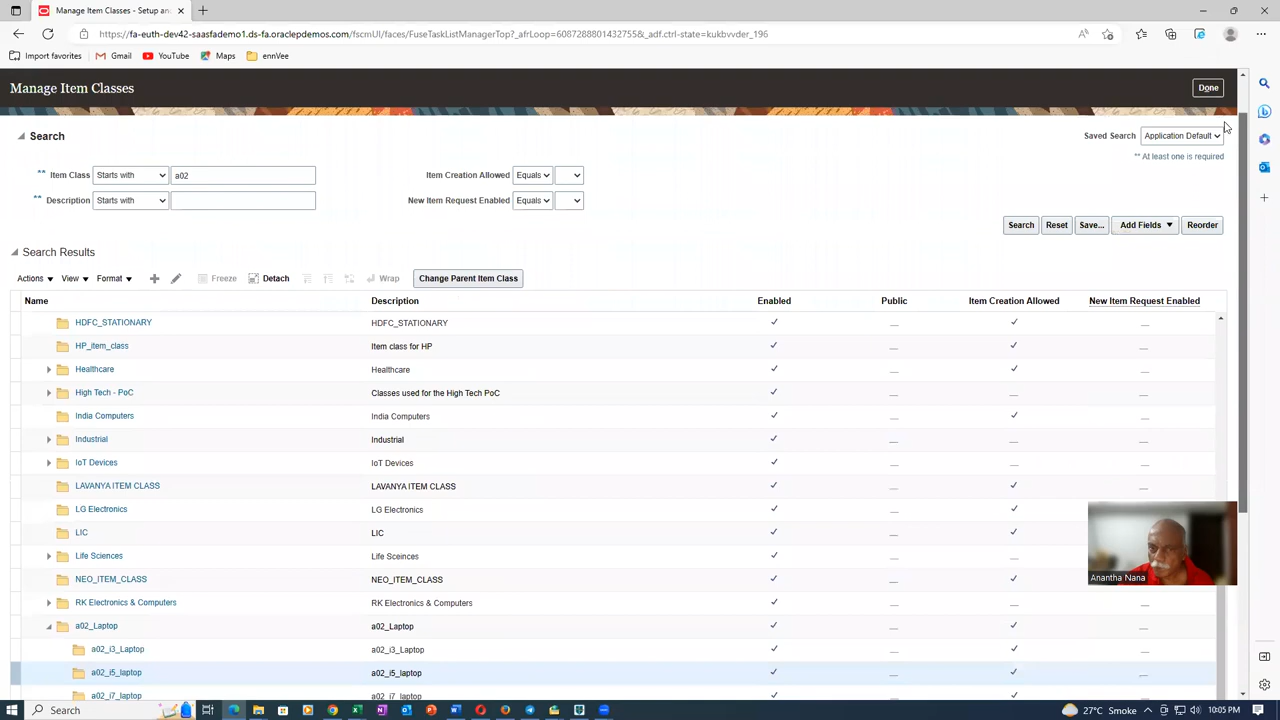 Manage Item Classes - Setup and
https://fa-euth-dev42-saasfademo1.ds-fa.oraclepdemos.com/fscmUI/faces/FuseTaskListManagerTop?_afrLoop=60872888014327​55&_adf.ctrl-state=kukbvvder_196
Import favorites Gmail YouTube Maps ennVee
Manage Item Classes Done
Search Saved Search Application Default
** At least one is required
** Item Class Starts with a02 Item Creation Allowed Equals
** Description Starts with New Item Request Enabled Equals
Search Reset Save... Add Fields Reorder
Search Results
Actions View Format Freeze Detach Wrap Change Parent Item Class
Name Description Enabled Public Item Creation Allowed New Item Request Enabled
HDFC_STATIONARY HDFC_STATIONARY
HP_item_class Item class for HP
Healthcare Healthcare
High Tech - PoC Classes used for the High Tech PoC
India Computers India Computers
Industrial Industrial
IoT Devices IoT Devices
LAVANYA ITEM CLASS LAVANYA ITEM CLASS
LG Electronics LG Electronics
LIC LIC
Life Sciences Life Sceinces
NEO_ITEM_CLASS NEO_ITEM_CLASS
RK Electronics & Computers RK Electronics & Computers
a02_Laptop a02_Laptop
a02_i3_Laptop a02_i3_Laptop
a02_i5_laptop a02_i5_laptop
a02_i7_laptop a02_i7_laptop
Anantha Nana
Search 27°C Smoke 10:05 PM